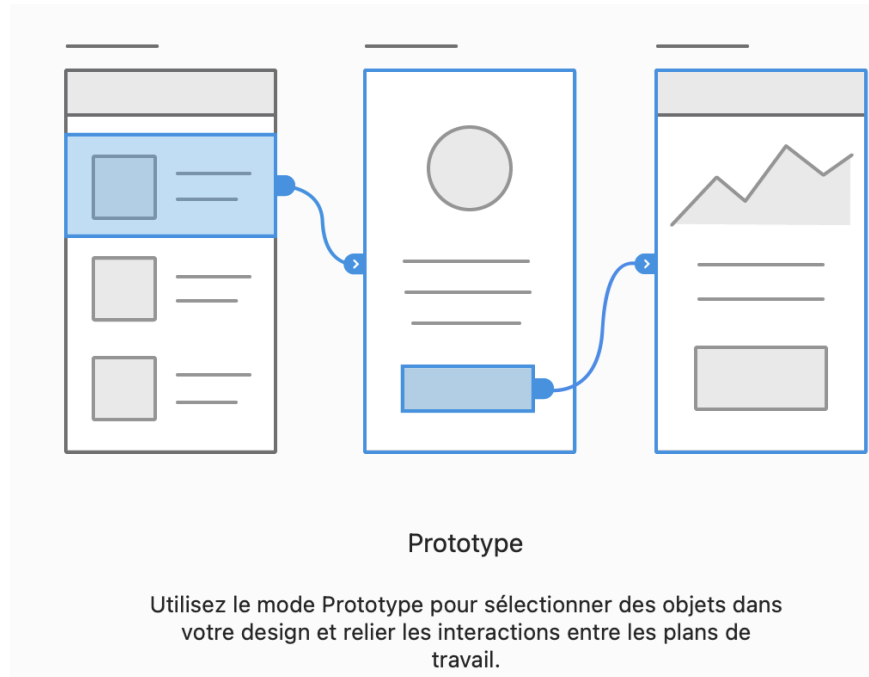 Prototype
Utilisez le mode Prototype pour sélectionner des objets dans
votre design et relier les interactions entre les plans de
travail.